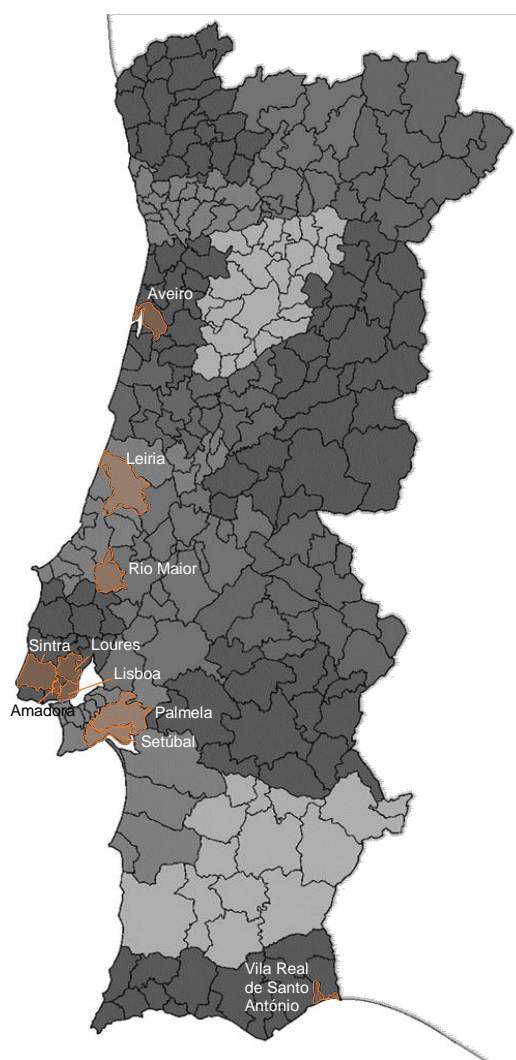 Aveiro
Leiria
Rio Maior
Sintra
Loures
Lisboa
Amadora
Palmela
Setúbal
Vila Real
de Santo
António